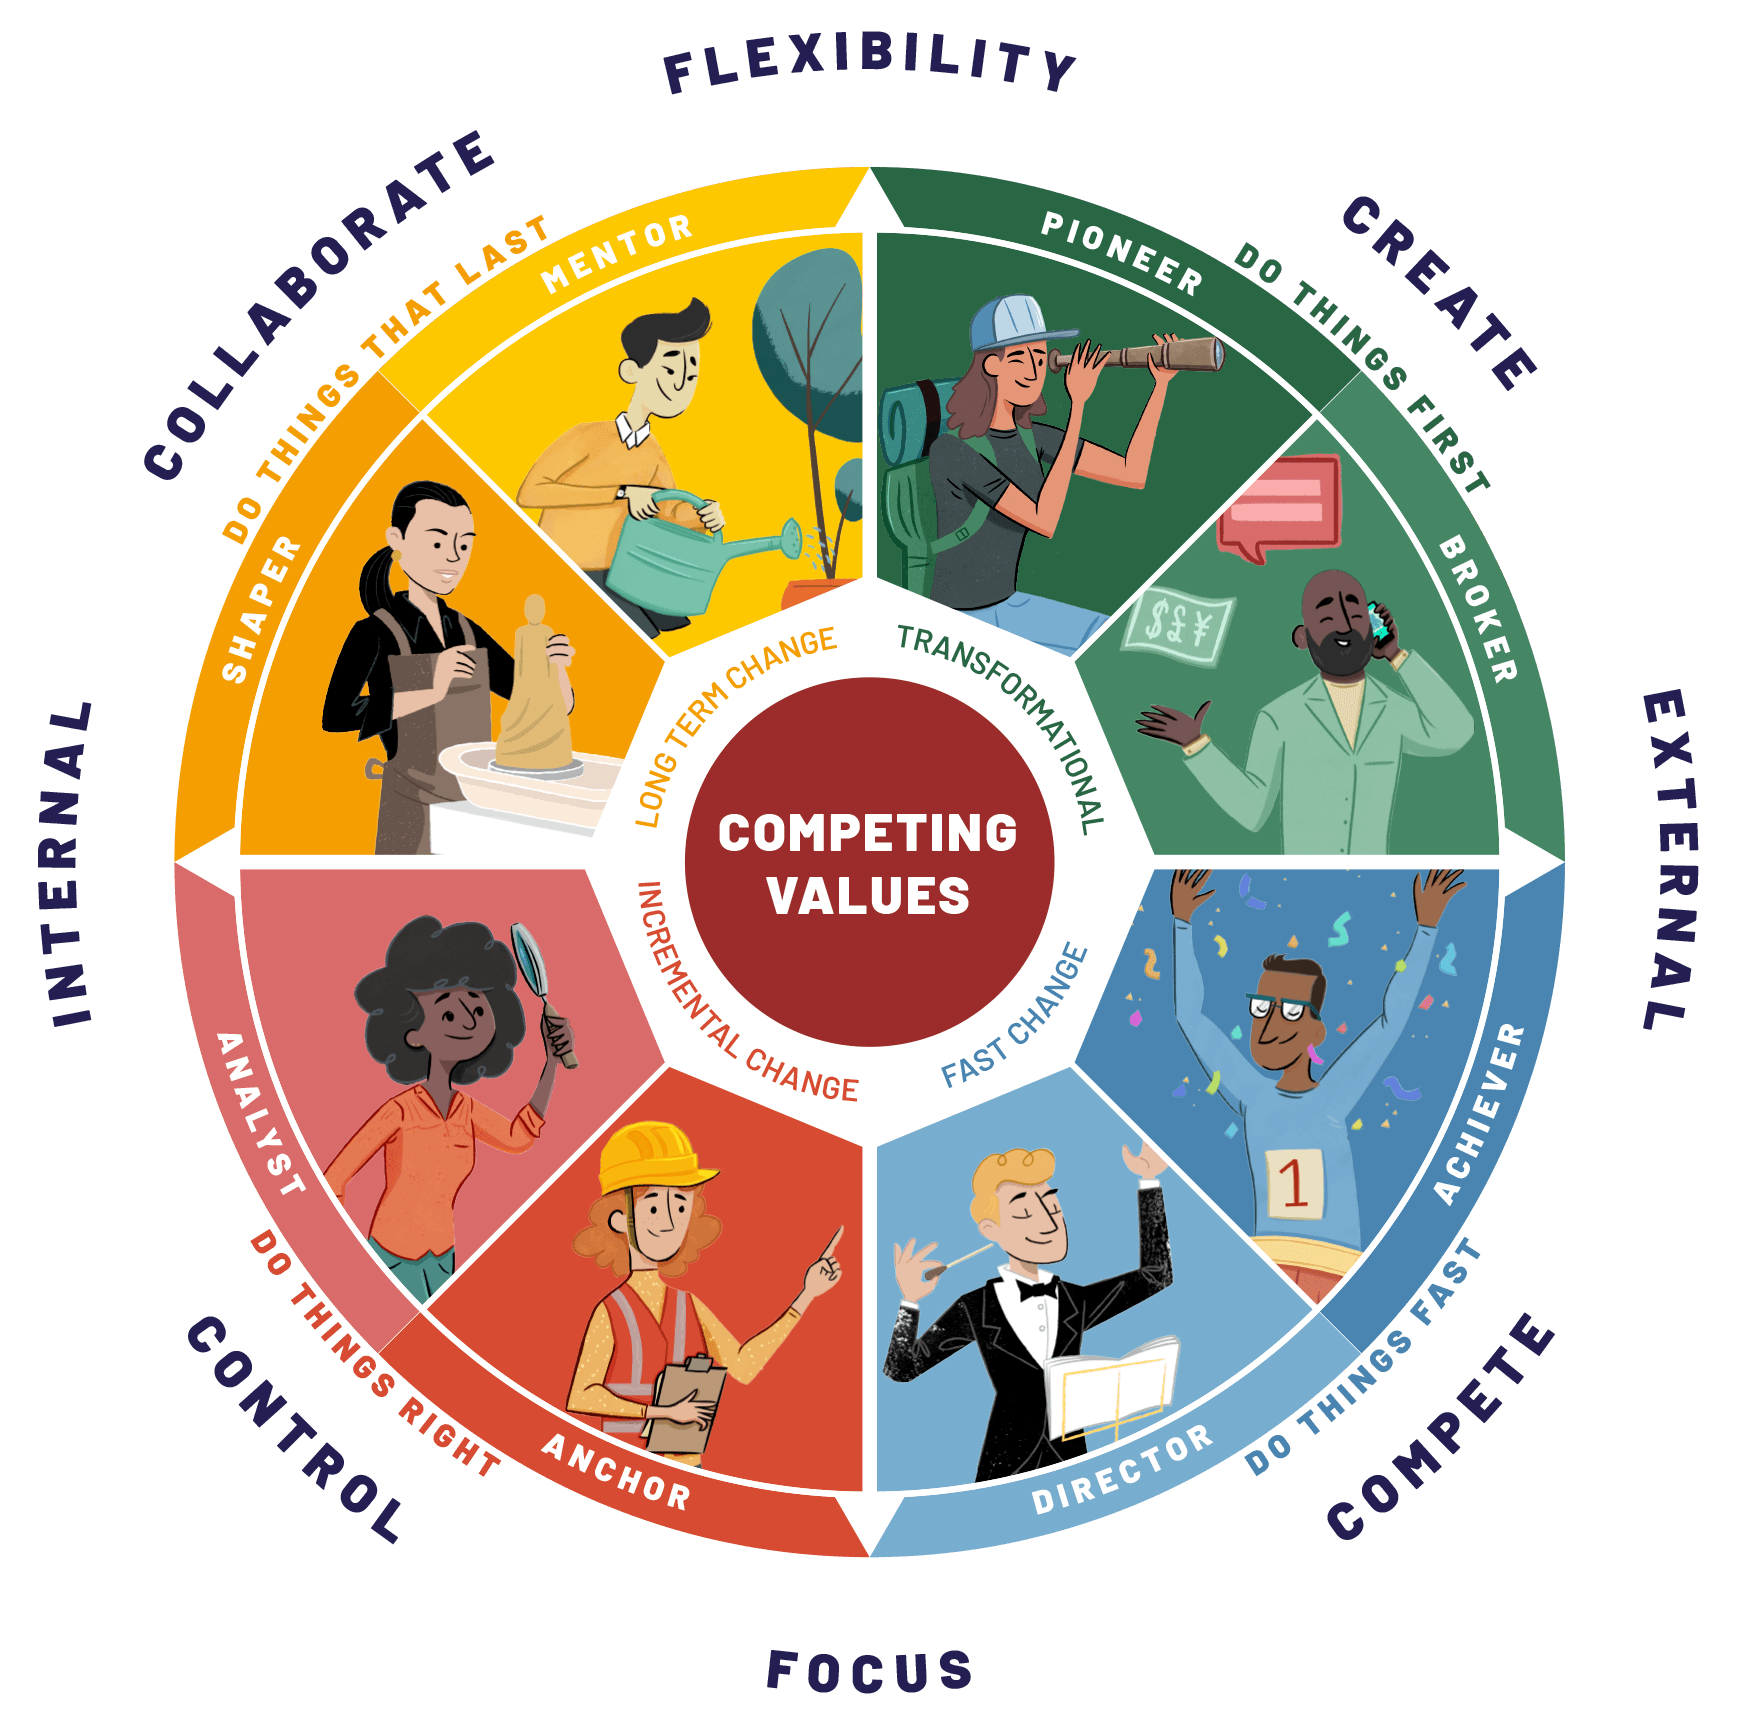 FLEXIBILITY
COLLABORATE
CREATE
DO THINGS THAT LAST
MENTOR
PIONEER
DO THINGS FIRST
SHAPER
BROKER
$£¥
INTERNAL
EXTERNAL
LONG TERM CHANGE
TRANSFORMATIONAL
COMPETING
VALUES
INCREMENTAL CHANGE
FAST CHANGE
ANALYST
ACHIEVER
1
DO THINGS RIGHT
DO THINGS FAST
ANCHOR
DIRECTOR
CONTROL
COMPETE
FOCUS